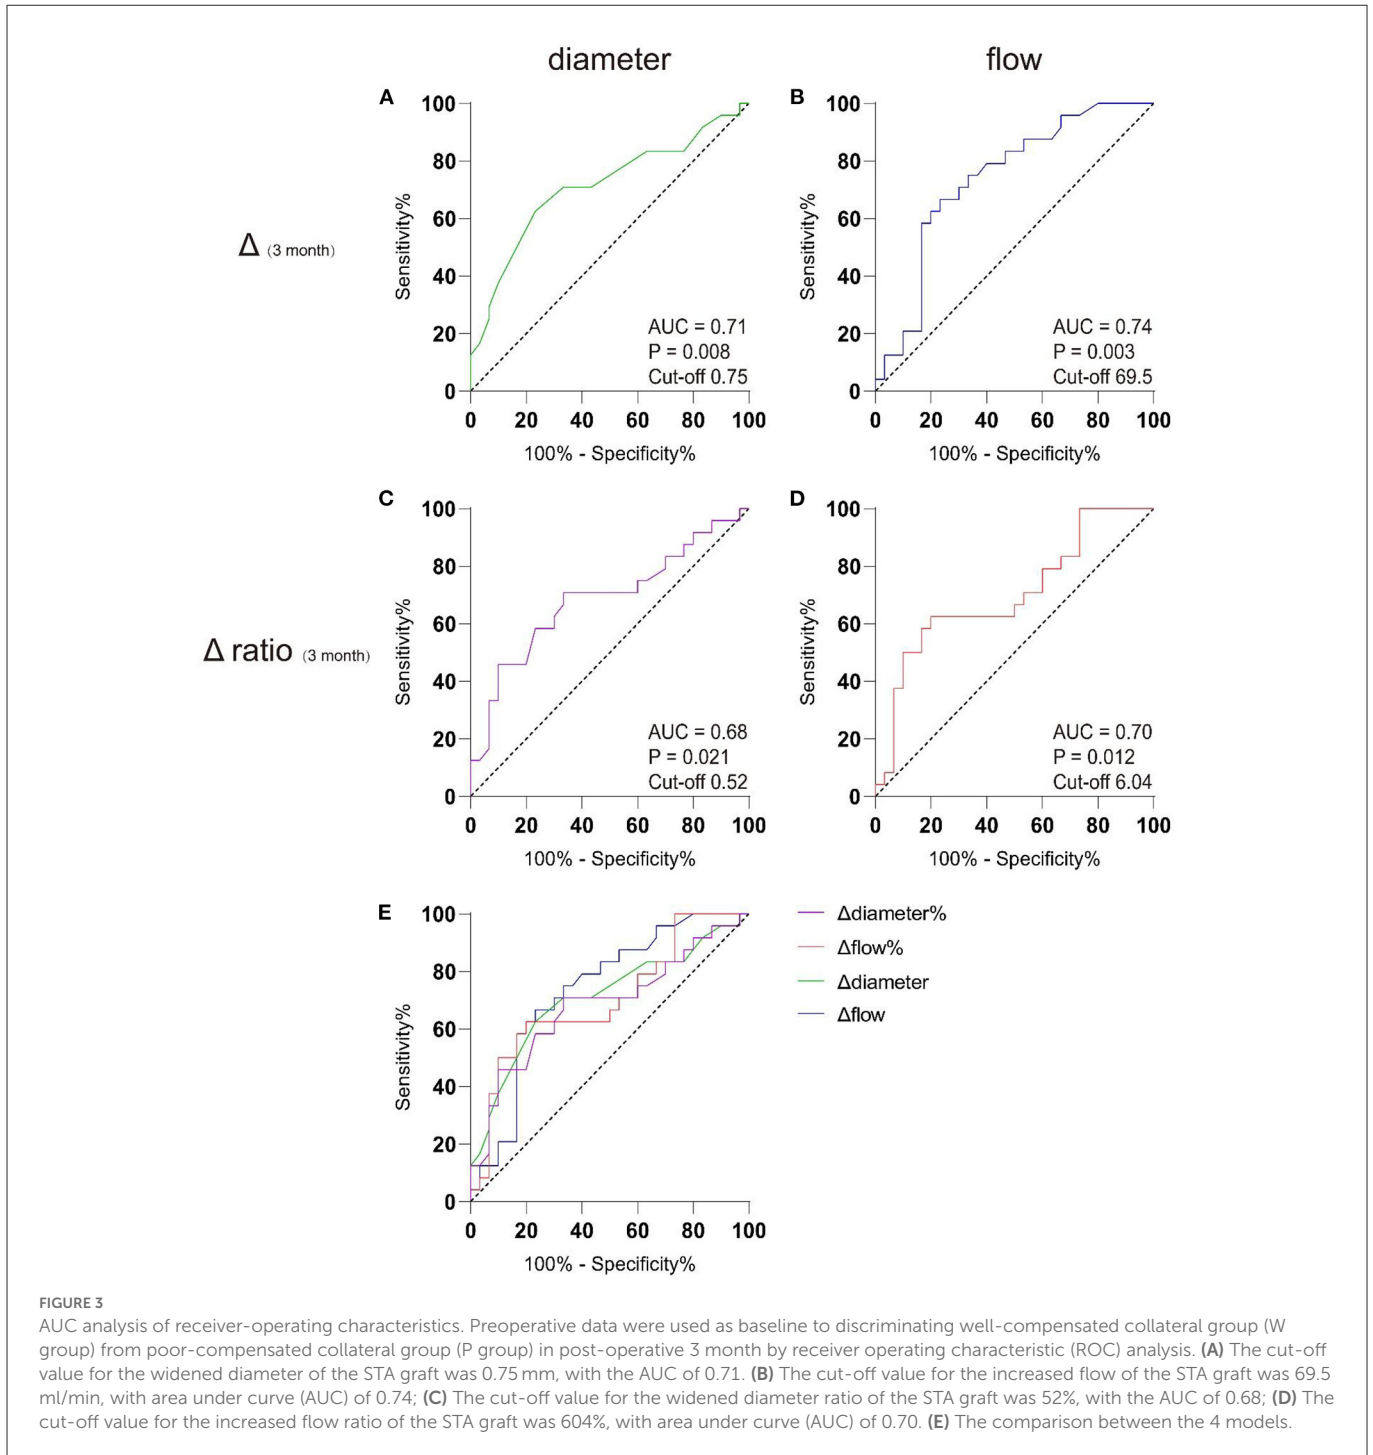 diameter
flow
A
B
Δ (3 month)
100
80
60
40
20
0
Sensitivity%
AUC = 0.71
P = 0.008
Cut-off 0.75
0 20 40 60 80 100
100% - Specificity%
100
80
60
40
20
0
Sensitivity%
AUC = 0.74
P = 0.003
Cut-off 69.5
0 20 40 60 80 100
100% - Specificity%
C
D
Δ ratio (3 month)
100
80
60
40
20
0
Sensitivity%
AUC = 0.68
P = 0.021
Cut-off 0.52
0 20 40 60 80 100
100% - Specificity%
100
80
60
40
20
0
Sensitivity%
AUC = 0.70
P = 0.012
Cut-off 6.04
0 20 40 60 80 100
100% - Specificity%
E
100
80
60
40
20
0
Sensitivity%
0 20 40 60 80 100
100% - Specificity%
Δdiameter%
Δflow%
Δdiameter
Δflow
FIGURE 3
AUC analysis of receiver-operating characteristics. Preoperative data were used as baseline to discriminating well-compensated collateral group (W
group) from poor-compensated collateral group (P group) in post-operative 3 month by receiver operating characteristic (ROC) analysis. (A) The cut-off
value for the widened diameter of the STA graft was 0.75 mm, with the AUC of 0.71. (B) The cut-off value for the increased flow of the STA graft was 69.5
ml/min, with area under curve (AUC) of 0.74; (C) The cut-off value for the widened diameter ratio of the STA graft was 52%, with the AUC of 0.68; (D) The
cut-off value for the increased flow ratio of the STA graft was 604%, with area under curve (AUC) of 0.70. (E) The comparison between the 4 models.